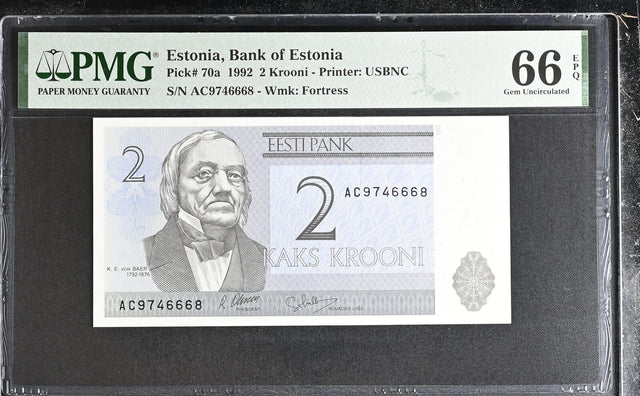 PMG
PAPER MONEY GUARANTY
Estonia, Bank of Estonia
Pick# 70a 1992 2 Krooni - Printer: USBNC
S/N AC9746668 - Wmk: Fortress
66 EPQ
Gem Uncirculated
EESTI PANK
2
2
AC9746668
KAKS KROONI
K. E. VON BAER
1792-1876
AC9746668
PRESIDENT